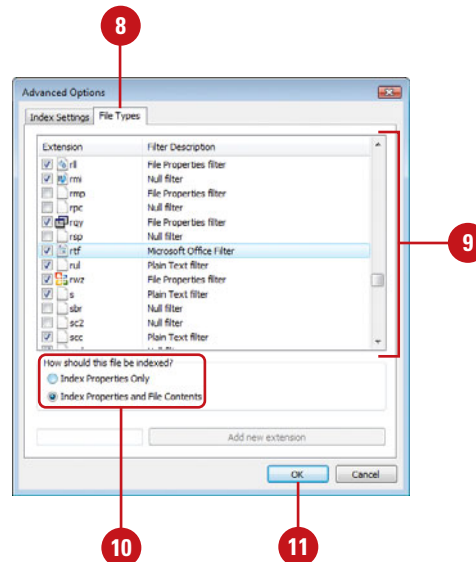 8
Advanced Options
Index Settings File Types
Extension Filter Description
rll File Properties filter
rmi Null filter
rmp File Properties filter
rpc Null filter
rqy File Properties filter
rsp Null filter
rtf Microsoft Office Filter
rul Plain Text filter
rwz File Properties filter
s Plain Text filter
sbr Null filter
sc2 Null filter
scc Plain Text filter
9
How should this file be indexed?
Index Properties Only
Index Properties and File Contents
Add new extension
OK Cancel
10 11